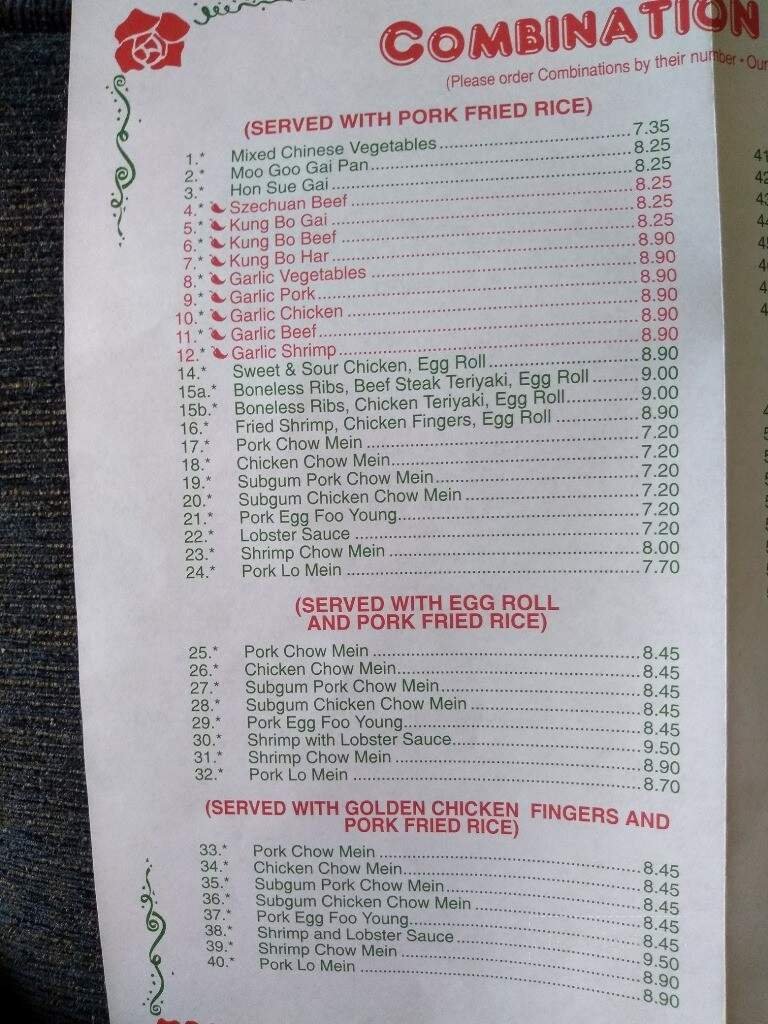 COMBINATION
(Please order Combinations by their number • Our
(SERVED WITH PORK FRIED RICE)
1.* Mixed Chinese Vegetables 7.35
2.* Moo Goo Gai Pan 8.25
3.* Hon Sue Gai 8.25
4.* Szechuan Beef 8.25
5.* Kung Bo Gai 8.25
6.* Kung Bo Beef 8.25
7.* Kung Bo Har 8.90
8.* Garlic Vegetables 8.90
9.* Garlic Pork 8.90
10.* Garlic Chicken 8.90
11.* Garlic Beef 8.90
12.* Garlic Shrimp 8.90
14.* Sweet & Sour Chicken, Egg Roll 8.90
15a.* Boneless Ribs, Beef Steak Teriyaki, Egg Roll 9.00
15b.* Boneless Ribs, Chicken Teriyaki, Egg Roll 9.00
16.* Fried Shrimp, Chicken Fingers, Egg Roll 8.90
17.* Pork Chow Mein 7.20
18.* Chicken Chow Mein 7.20
19.* Subgum Pork Chow Mein 7.20
20.* Subgum Chicken Chow Mein 7.20
21.* Pork Egg Foo Young 7.20
22.* Lobster Sauce 7.20
23.* Shrimp Chow Mein 8.00
24.* Pork Lo Mein 7.70
(SERVED WITH EGG ROLL
AND PORK FRIED RICE)
25.* Pork Chow Mein 8.45
26.* Chicken Chow Mein 8.45
27.* Subgum Pork Chow Mein 8.45
28.* Subgum Chicken Chow Mein 8.45
29.* Pork Egg Foo Young 8.45
30.* Shrimp with Lobster Sauce 9.50
31.* Shrimp Chow Mein 8.90
32.* Pork Lo Mein 8.70
(SERVED WITH GOLDEN CHICKEN FINGERS AND
PORK FRIED RICE)
33.* Pork Chow Mein 8.45
34.* Chicken Chow Mein 8.45
35.* Subgum Pork Chow Mein 8.45
36.* Subgum Chicken Chow Mein 8.45
37.* Pork Egg Foo Young 8.45
38.* Shrimp and Lobster Sauce 9.50
39.* Shrimp Chow Mein 8.90
40.* Pork Lo Mein 8.90
41
42
43
44